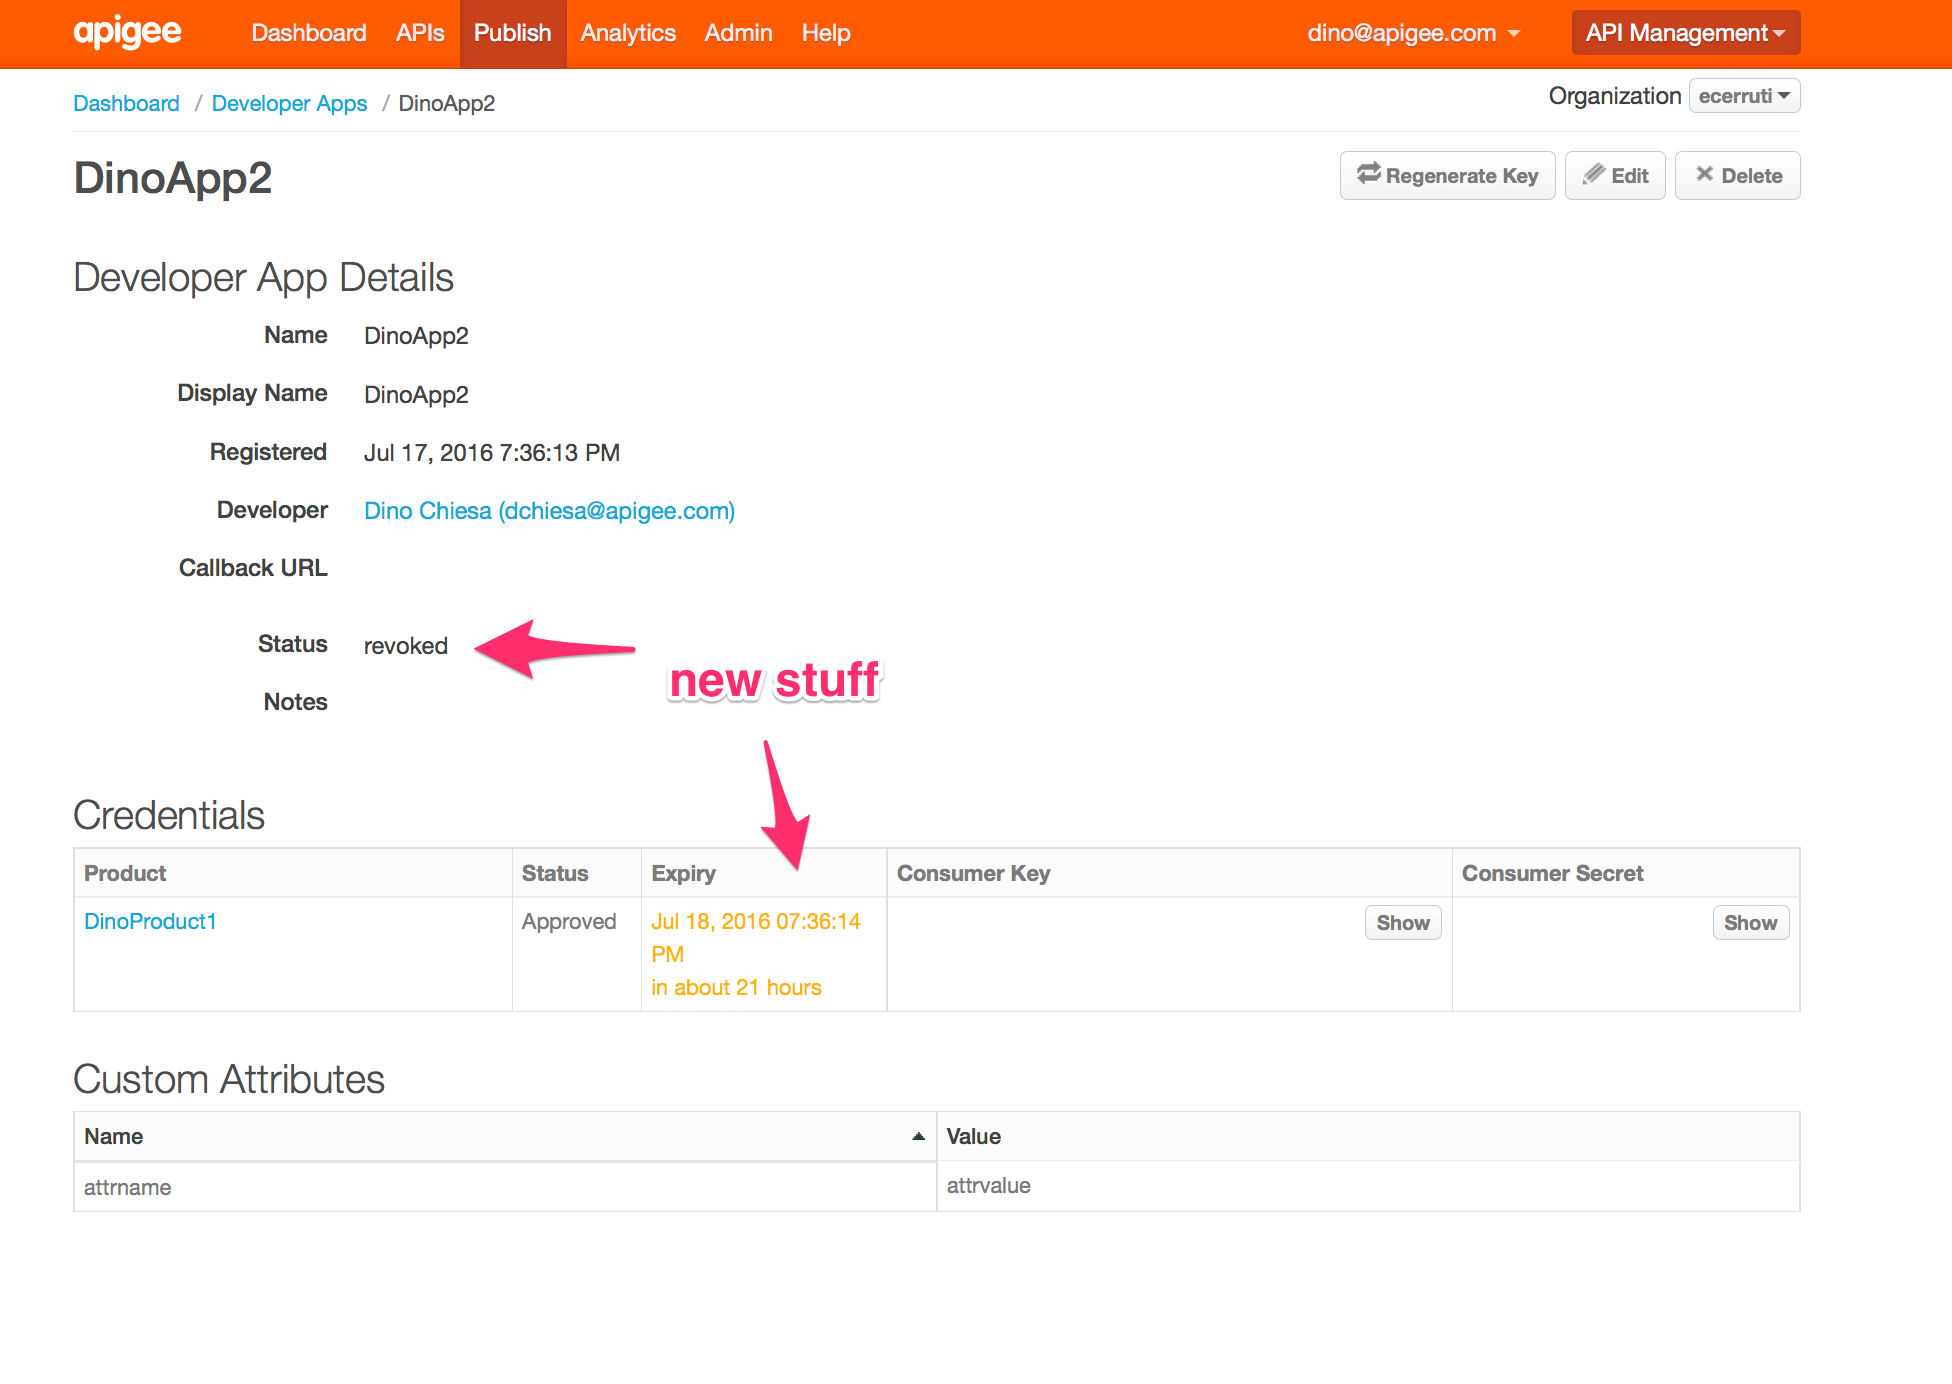 apigee Dashboard APIs Publish Analytics Admin Help dino@apigee.com API Management
Dashboard / Developer Apps / DinoApp2 Organization ecerruti
DinoApp2 Regenerate Key Edit Delete
Developer App Details
Name DinoApp2
Display Name DinoApp2
Registered Jul 17, 2016 7:36:13 PM
Developer Dino Chiesa (dchiesa@apigee.com)
Callback URL
Status revoked
new stuff
Notes
Credentials
Product Status Expiry Consumer Key Consumer Secret
DinoProduct1 Approved Jul 18, 2016 07:36:14 Show Show
PM
in about 21 hours
Custom Attributes
Name Value
attrname attrvalue